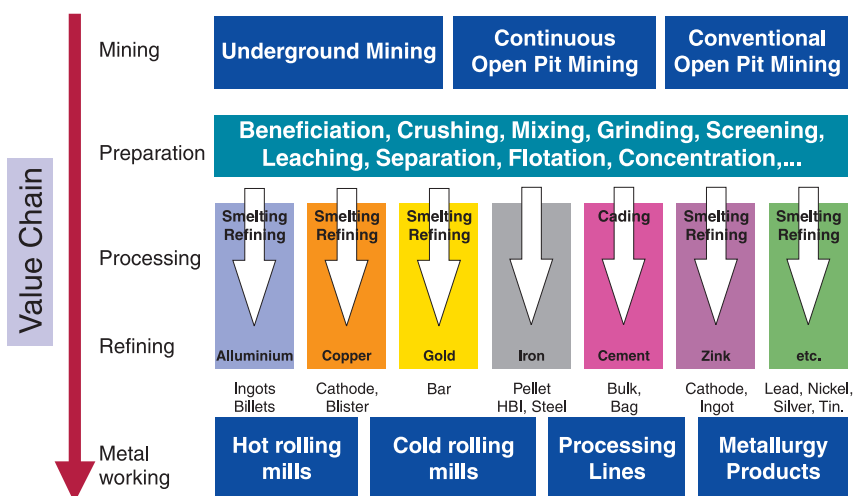 Value Chain
Mining
Underground Mining
Continuous
Open Pit Mining
Conventional
Open Pit Mining
Preparation
Beneficiation, Crushing, Mixing, Grinding, Screening,
Leaching, Separation, Flotation, Concentration,...
Processing
Smelting
Refining
Smelting
Refining
Smelting
Refining
Cading
Smelting
Refining
Smelting
Refining
Refining
Alluminium
Copper
Gold
Iron
Cement
Zink
etc.
Ingots
Billets
Cathode,
Blister
Bar
Pellet
HBI, Steel
Bulk,
Bag
Cathode,
Ingot
Lead, Nickel,
Silver, Tin.
Metal
working
Hot rolling
mills
Cold rolling
mills
Processing
Lines
Metallurgy
Products